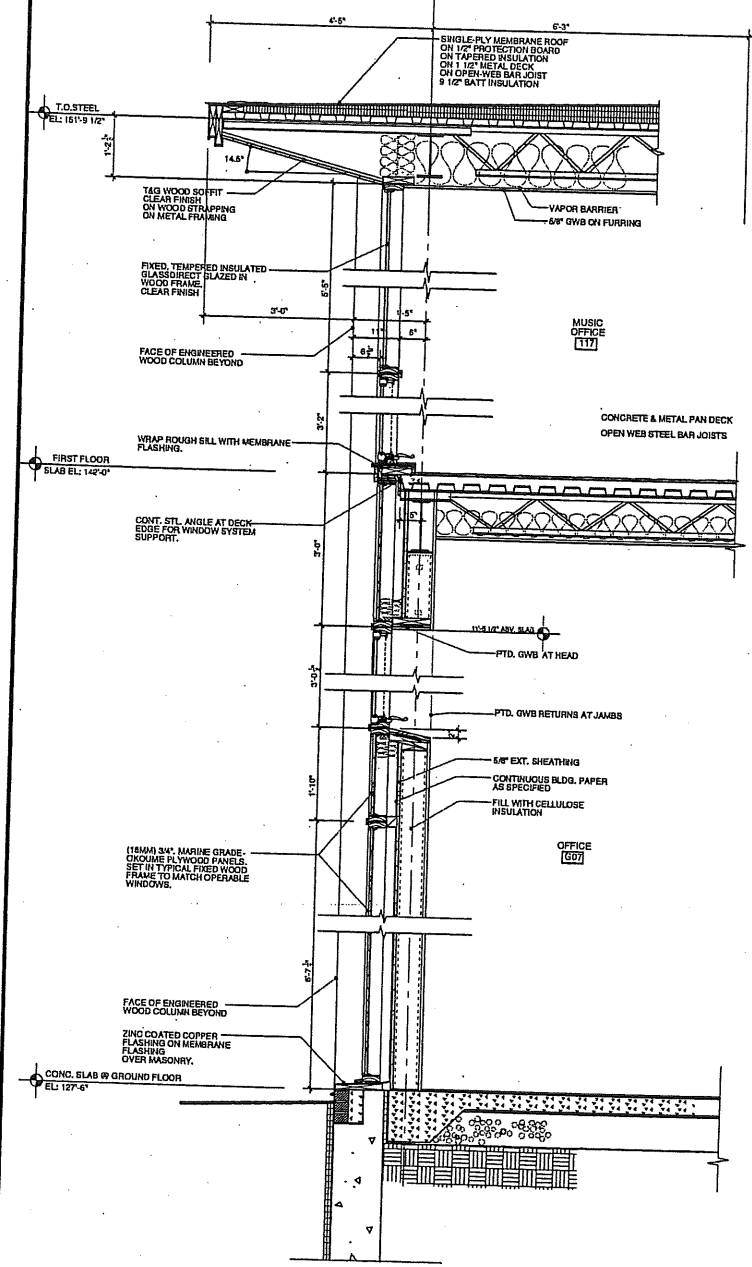 4'-5"
6'-3"
SINGLE-PLY MEMBRANE ROOF
ON 1/2" PROTECTION BOARD
ON TAPERED INSULATION
ON 1 1/2" METAL DECK
ON OPEN-WEB BAR JOIST
9 1/2" BATT INSULATION
T.O.STEEL
EL: 151'-9 1/2"
14.5°
T&G WOOD SOFFIT
CLEAR FINISH
ON WOOD STRAPPING
ON METAL FRAMING
VAPOR BARRIER
5/8" GWB ON FURRING
FIXED, TEMPERED INSULATED
GLASS DIRECT GLAZED IN
WOOD FRAME.
CLEAR FINISH
5'-5"
3'-0"
1'-5"
11"
6"
MUSIC
OFFICE
117
FACE OF ENGINEERED
WOOD COLUMN BEYOND
3'-2"
CONCRETE & METAL PAN DECK
OPEN WEB STEEL BAR JOISTS
WRAP ROUGH SILL WITH MEMBRANE
FLASHING.
FIRST FLOOR
SLAB EL: 142'-0"
CONT. STL. ANGLE AT DECK
EDGE FOR WINDOW SYSTEM
SUPPORT.
5"
3'-0"
11'-5 1/2" ABV. SLAB
PTD. GWB AT HEAD
PTD. GWB RETURNS AT JAMBS
2"
5/8" EXT. SHEATHING
CONTINUOUS BLDG. PAPER
AS SPECIFIED
FILL WITH CELLULOSE
INSULATION
1'-10"
OFFICE
G07
(18MM) 3/4", MARINE GRADE-
OKOUME PLYWOOD PANELS.
SET IN TYPICAL FIXED WOOD
FRAME TO MATCH OPERABLE
WINDOWS.
FACE OF ENGINEERED
WOOD COLUMN BEYOND
ZINC COATED COPPER
FLASHING ON MEMBRANE
FLASHING
OVER MASONRY.
CONC. SLAB @ GROUND FLOOR
EL: 127'-6"